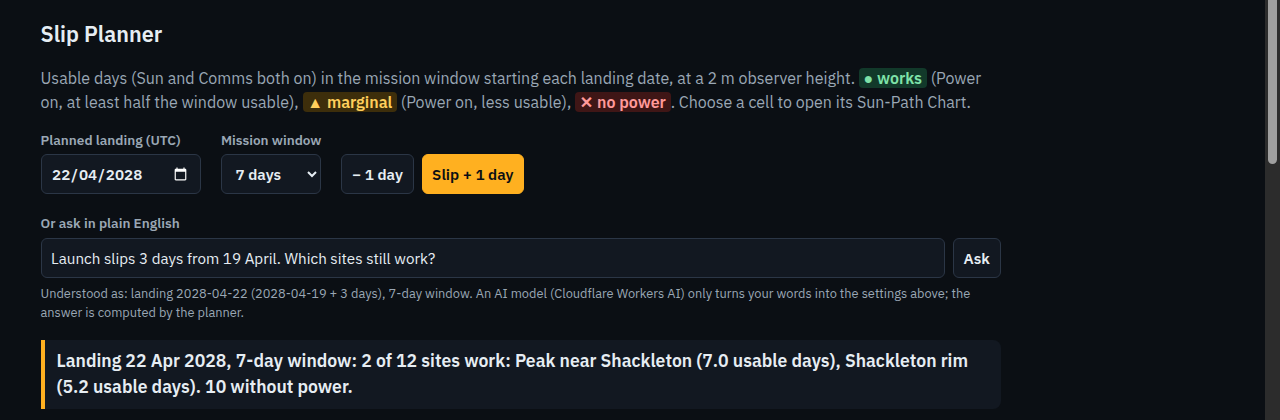 Slip Planner
Usable days (Sun and Comms both on) in the mission window starting each landing date, at a 2 m observer height. ● works (Power
on, at least half the window usable), ▲ marginal (Power on, less usable), ✕ no power. Choose a cell to open its Sun-Path Chart.
Planned landing (UTC) Mission window
22/04/2028 7 days − 1 day Slip + 1 day
Or ask in plain English
Launch slips 3 days from 19 April. Which sites still work? Ask
Understood as: landing 2028-04-22 (2028-04-19 + 3 days), 7-day window. An AI model (Cloudflare Workers AI) only turns your words into the settings above; the
answer is computed by the planner.
Landing 22 Apr 2028, 7-day window: 2 of 12 sites work: Peak near Shackleton (7.0 usable days), Shackleton rim
(5.2 usable days). 10 without power.